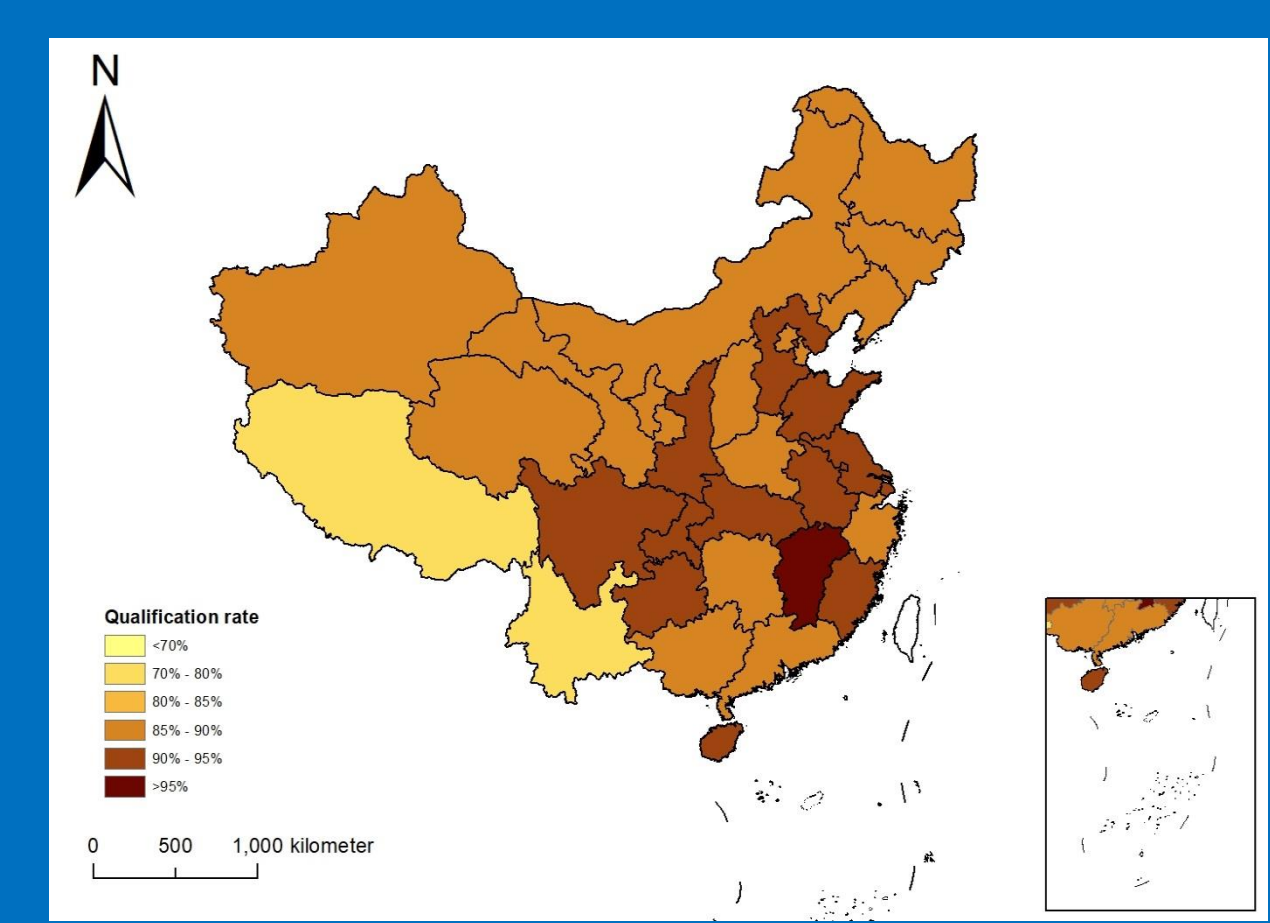 N
Qualification rate
<70%
70% - 80%
80% - 85%
85% - 90%
90% - 95%
>95%
0 500 1,000 kilometer